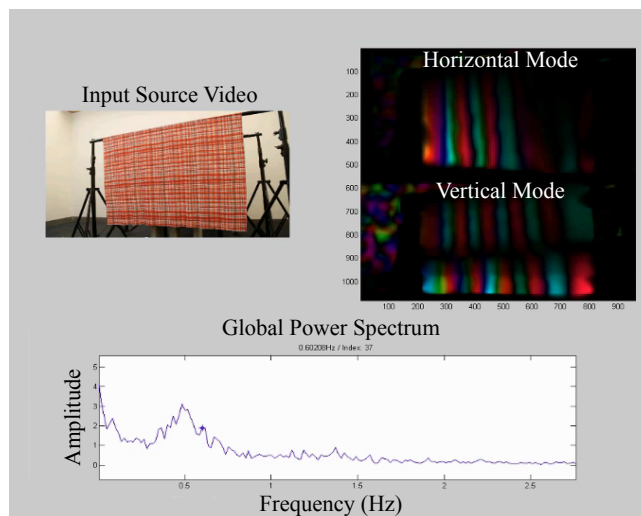 Input Source Video
Horizontal Mode
100
200
300
400
500
600
Vertical Mode
700
800
900
1000
100 200 300 400 500 600 700 800 900
Global Power Spectrum
0.60208Hz / Index: 37
Amplitude
5
4
3
2
1
0
0.5 1 1.5 2 2.5
Frequency (Hz)